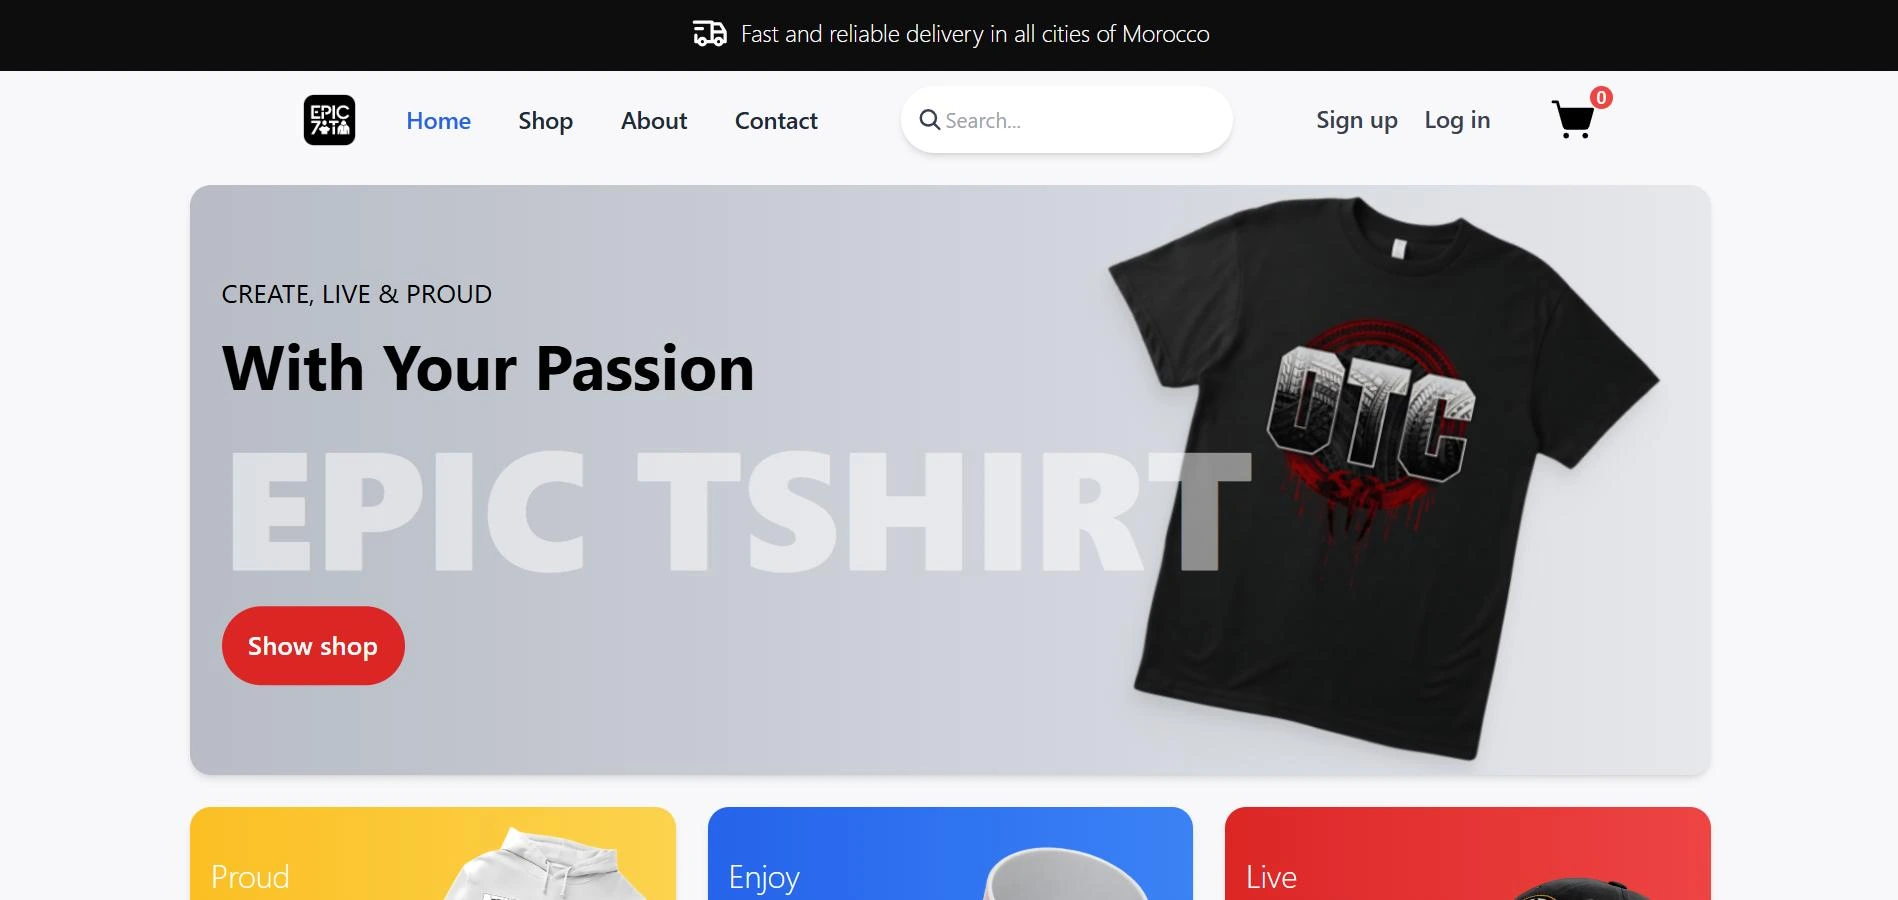 Fast and reliable delivery in all cities of Morocco
EPIC
Home
Shop
About
Contact
Search...
Sign up
Log in
0
CREATE, LIVE & PROUD
With Your Passion
EPIC TSHIRT
OTC
Show shop
Proud
Enjoy
Live